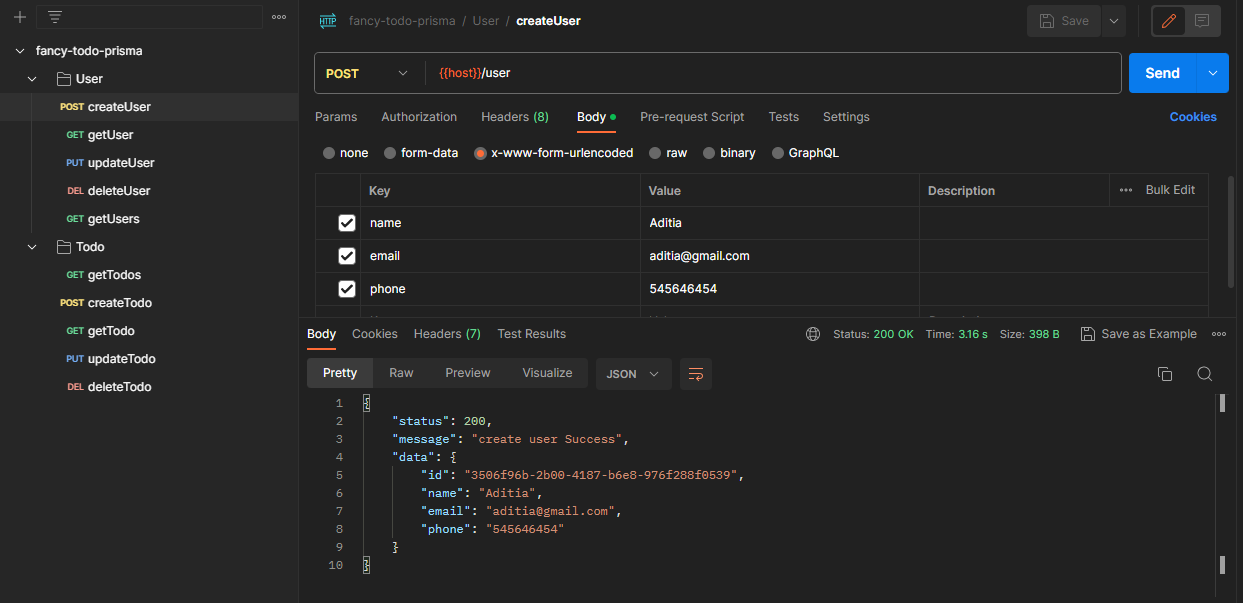 HTTP fancy-todo-prisma / User / createUser Save
fancy-todo-prisma
User
POST createUser
GET getUser
PUT updateUser
DEL deleteUser
GET getUsers
Todo
GET getTodos
POST createTodo
GET getTodo
PUT updateTodo
DEL deleteTodo
POST {{host}}/user Send
Params Authorization Headers (8) Body Pre-request Script Tests Settings Cookies
none form-data x-www-form-urlencoded raw binary GraphQL
Key Value Description Bulk Edit
name Aditia
email aditia@gmail.com
phone 545646454
Body Cookies Headers (7) Test Results Status: 200 OK Time: 3.16 s Size: 398 B Save as Example
Pretty Raw Preview Visualize JSON
1 {
2 "status": 200,
3 "message": "create user Success",
4 "data": {
5 "id": "3506f96b-2b00-4187-b6e8-976f288f0539",
6 "name": "Aditia",
7 "email": "aditia@gmail.com",
8 "phone": "545646454"
9 }
10 }